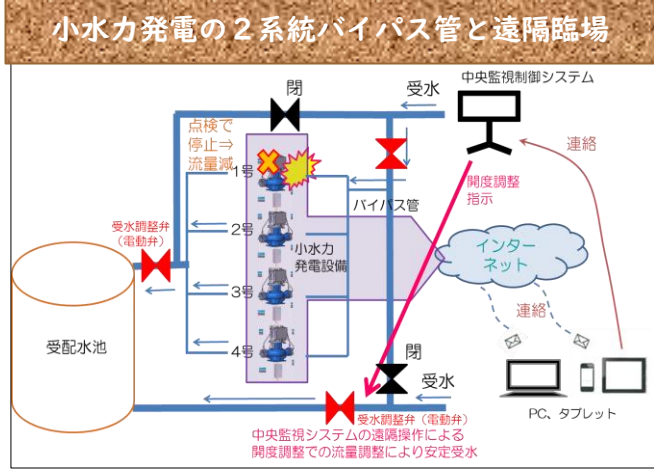 小水力発電の２系統バイパス管と遠隔臨場
中央監視制御システム
閉
受水
点検で
停止⇒
流量減
連絡
開度調整
指示
1号
バイパス管
受水調整弁
（電動弁）
2号
小水力
発電設備
インター
ネット
3号
連絡
受配水池
4号
閉
受水
PC、タブレット
受水調整弁（電動弁）
中央監視システムの遠隔操作による
開度調整での流量調整により安定受水